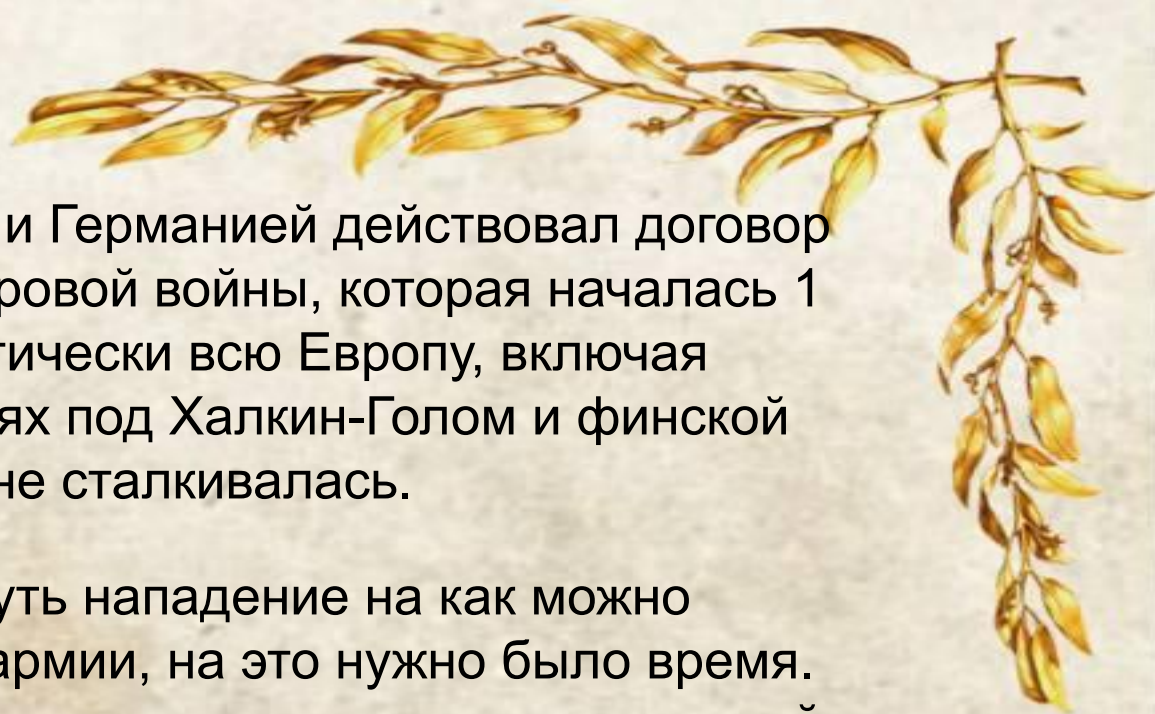 и Германией действовал договор
ровой войны, которая началась 1
тически всю Европу, включая
ях под Халкин-Голом и финской
не сталкивалась.
уть нападение на как можно
армии, на это нужно было время.